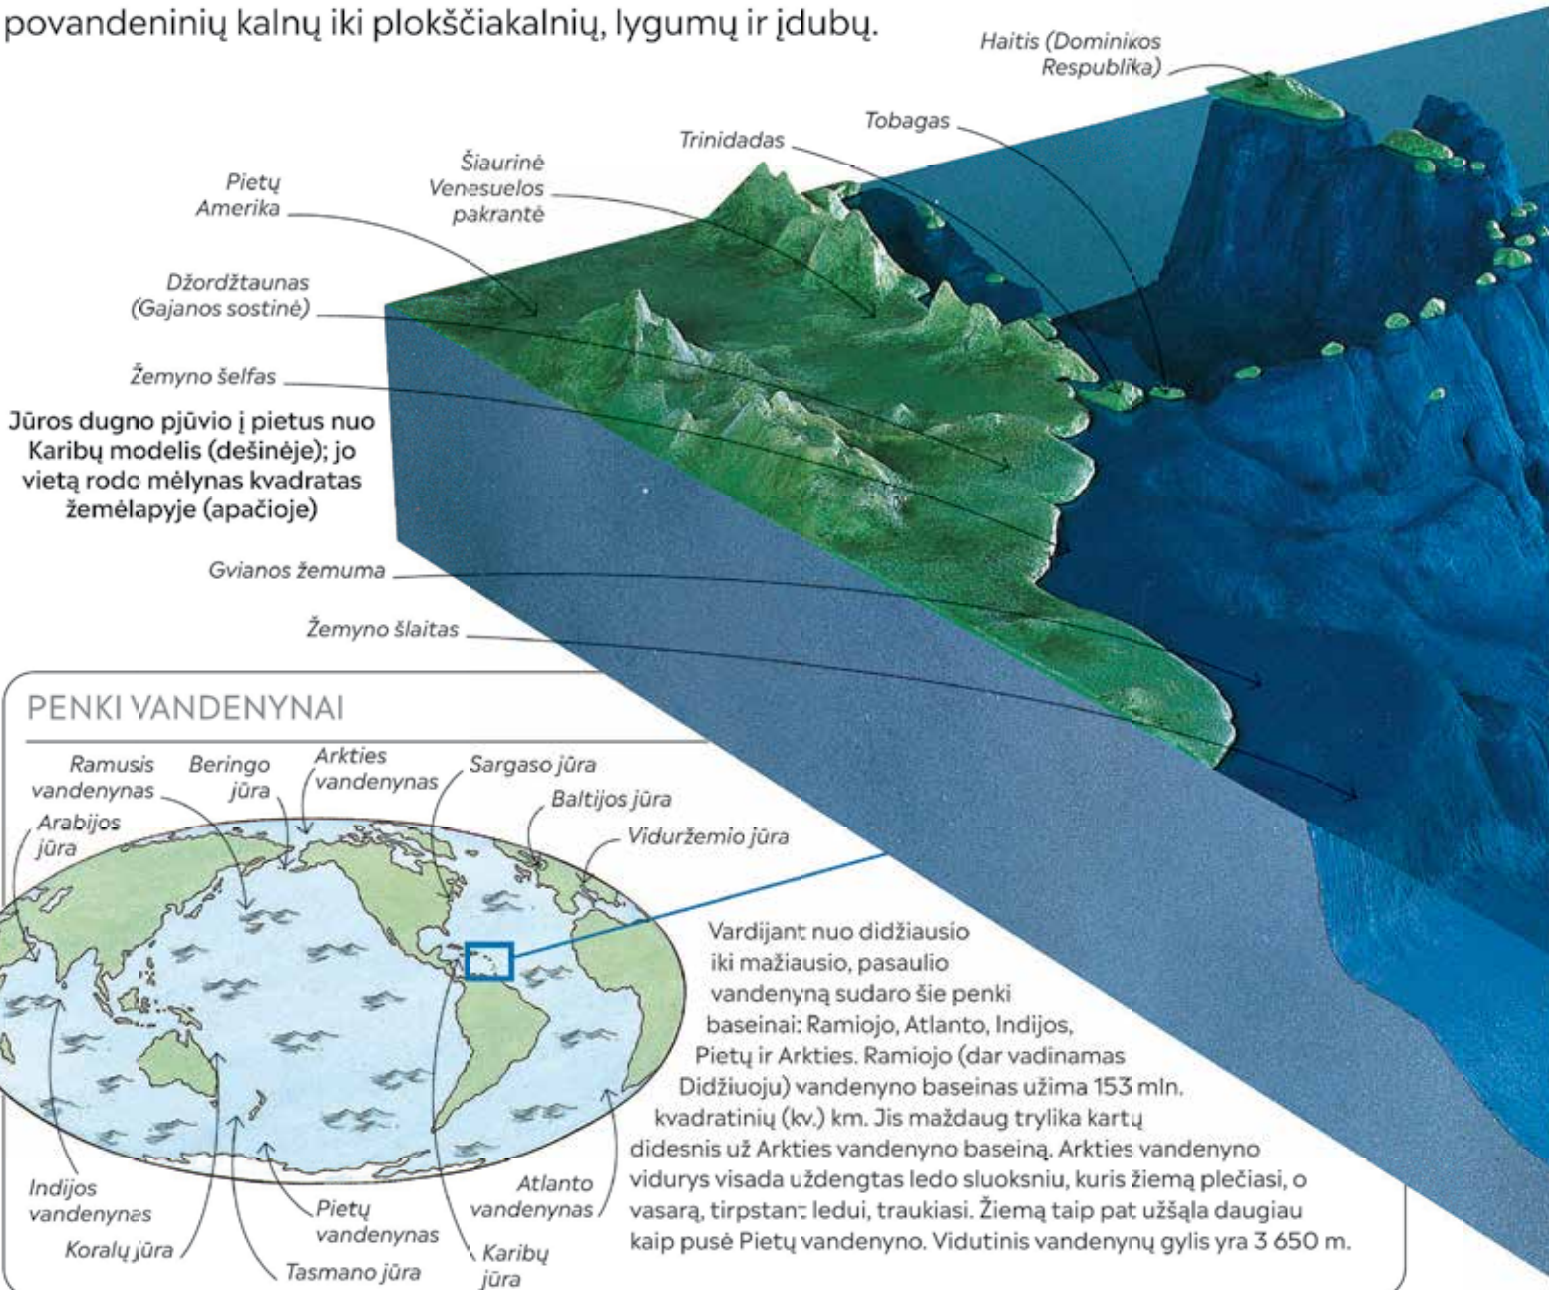 povandeninių kalnų iki plokščiakalnių, lygumų ir įdubų.
Haitis (Dominikos
Respublika)
Tobagas
Trinidadas
Šiaurinė
Venesuelos
pakrantė
Pietų
Amerika
Džordžtaunas
(Gajanos sostinė)
Žemyno šelfas
Jūros dugno pjūvio į pietus nuo
Karibų modelis (dešinėje); jo
vietą rodo mėlynas kvadratas
žemėlapyje (apačioje)
Gvianos žemuma
Žemyno šlaitas
PENKI VANDENYNAI
Ramusis
vandenynas
Beringo
jūra
Arkties
vandenynas
Sargaso jūra
Baltijos jūra
Viduržemio jūra
Arabijos
jūra
Vardijant nuo didžiausio
iki mažiausio, pasaulio
vandenyną sudaro šie penki
baseinai: Ramiojo, Atlanto, Indijos,
Pietų ir Arkties. Ramiojo (dar vadinamas
Didžiuoju) vandenyno baseinas užima 153 mln.
kvadratinių (kv.) km. Jis maždaug trylika kartų
didesnis už Arkties vandenyno baseiną. Arkties vandenyno
vidurys visada uždengtas ledo sluoksniu, kuris žiemą plečiasi, o
vasarą, tirpstant ledui, traukiasi. Žiemą taip pat užšąla daugiau
kaip pusė Pietų vandenyno. Vidutinis vandenynų gylis yra 3 650 m.
Indijos
vandenynas
Koralų jūra
Tasmano jūra
Pietų
vandenynas
Karibų
jūra
Atlanto
vandenynas